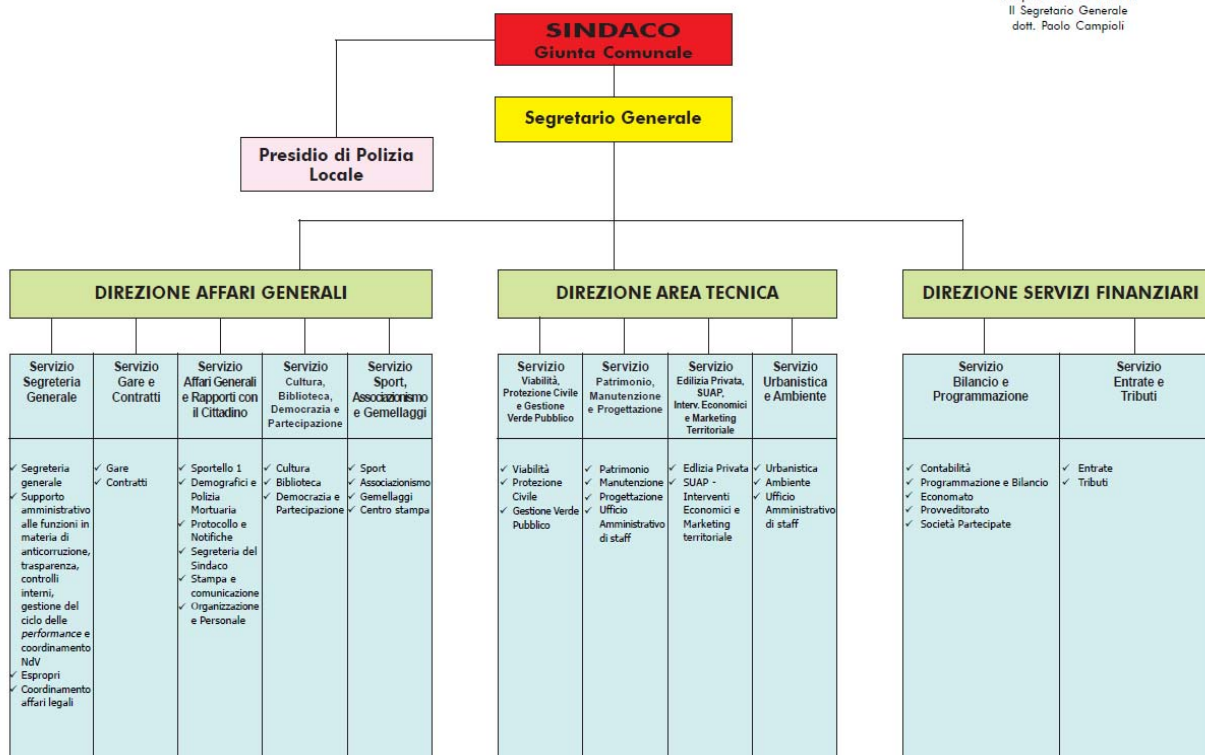 Il Segretario Generale
dott. Paolo Campioli
SINDACO
Giunta Comunale
Segretario Generale
Presidio di Polizia
Locale
DIREZIONE AFFARI GENERALI
Servizio
Segreteria
Generale
✓ Segreteria
generale
✓ Supporto
amministrativo
alle funzioni in
materia di
anticorruzione,
trasparenza,
controlli
interni,
gestione del
ciclo delle
performance e
coordinamento
NdV
✓ Espropri
✓ Coordinamento
affari legali
Servizio
Gare e
Contratti
✓ Gare
✓ Contratti
Servizio
Affari Generali
e Rapporti con
il Cittadino
✓ Sportello 1
✓ Demografici e
Polizia
Mortuaria
✓ Protocollo e
Notifiche
✓ Segreteria del
Sindaco
✓ Stampa e
comunicazione
✓ Organizzazione
e Personale
Servizio
Cultura,
Biblioteca,
Democrazia e
Partecipazione
✓ Cultura
✓ Biblioteca
✓ Democrazia e
Partecipazione
Servizio
Sport,
Associazionismo
e Gemellaggi
✓ Sport
✓ Associazionismo
✓ Gemellaggi
✓ Centro stampa
DIREZIONE AREA TECNICA
Servizio
Viabilità,
Protezione Civile
e Gestione
Verde Pubblico
✓ Viabilità
✓ Protezione
Civile
✓ Gestione Verde
Pubblico
Servizio
Patrimonio,
Manutenzione
e Progettazione
✓ Patrimonio
✓ Manutenzione
✓ Progettazione
✓ Ufficio
Amministrativo
di staff
Servizio
Edilizia Privata,
SUAP,
Interv. Economici
e Marketing
Territoriale
✓ Edlizia Privata
✓ SUAP -
Interventi
Economici e
Marketing
territoriale
Servizio
Urbanistica
e Ambiente
✓ Urbanistica
✓ Ambiente
✓ Ufficio
Amministrativo
di staff
DIREZIONE SERVIZI FINANZIARI
Servizio
Bilancio e
Programmazione
✓ Contabilità
✓ Programmazione e Bilancio
✓ Economato
✓ Provveditorato
✓ Società Partecipate
Servizio
Entrate e
Tributi
✓ Entrate
✓ Tributi